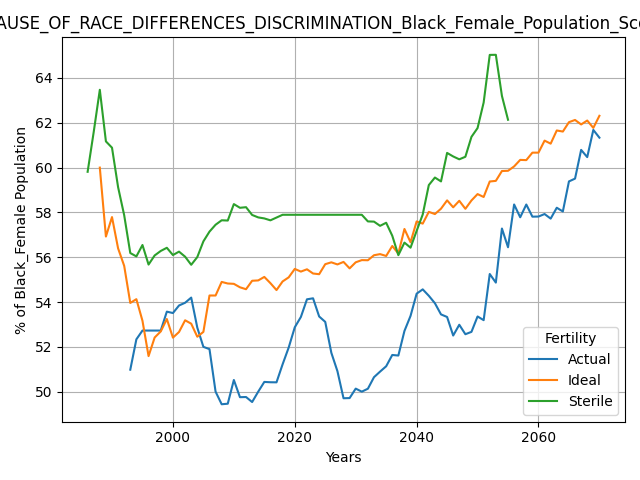 AUSE_OF_RACE_DIFFERENCES_DISCRIMINATION_Black_Female_Population_Sc
% of Black_Female Population
64
62
60
58
56
54
52
50
2000
2020
2040
2060
Years
Fertility
Actual
Ideal
Sterile